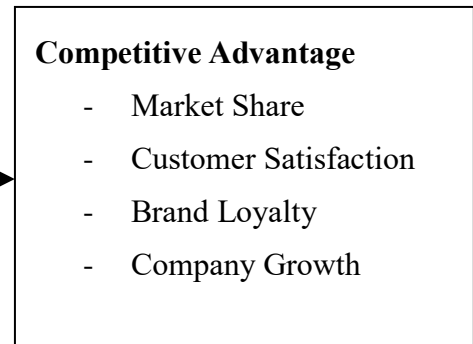 Competitive Advantage
- Market Share
- Customer Satisfaction
- Brand Loyalty
- Company Growth